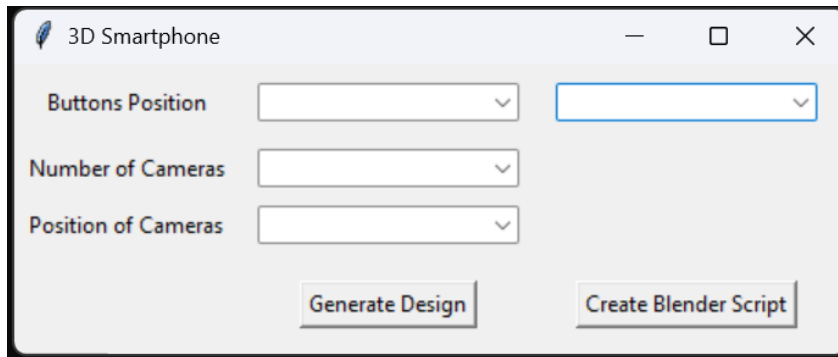 3D Smartphone
Buttons Position
Number of Cameras
Position of Cameras
Generate Design
Create Blender Script